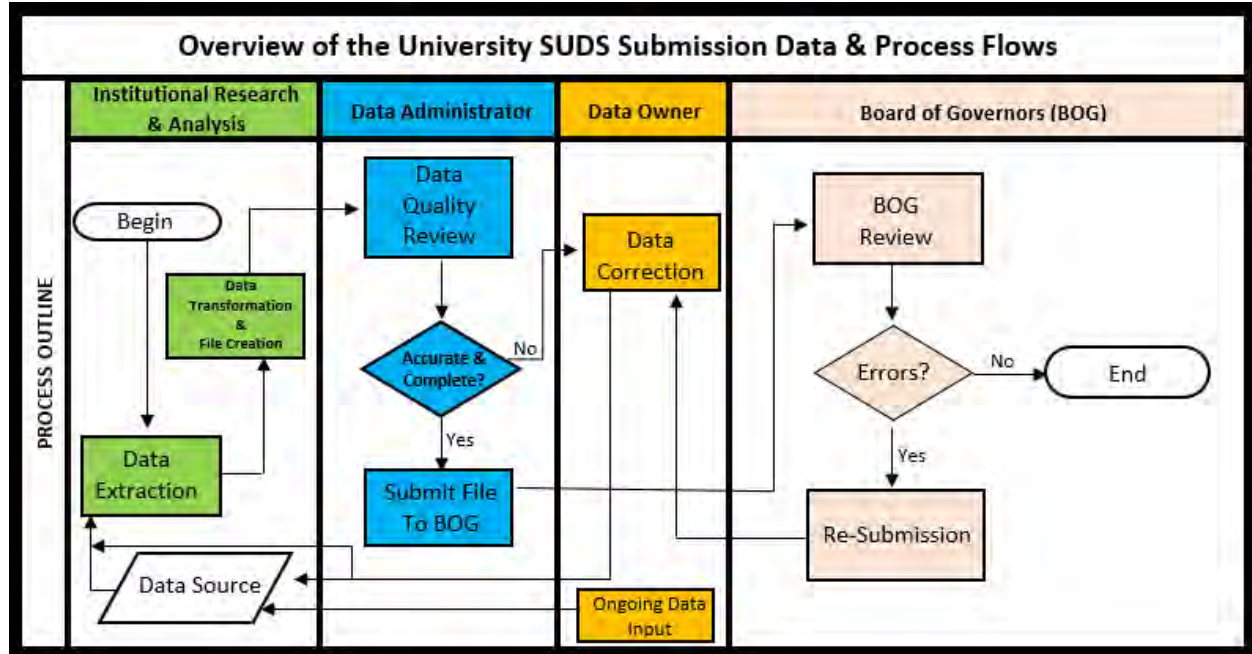 Overview of the University SUDS Submission Data & Process Flows
PROCESS OUTLINE
Institutional Research
& Analysis
Data Administrator
Data Owner
Board of Governors (BOG)
Begin
Data
Transformation
&
File Creation
Data
Extraction
Data Source
Data
Quality
Review
Accurate &
Complete?
No
Yes
Submit File
To BOG
Data
Correction
Ongoing Data
Input
BOG
Review
Errors?
No
End
Yes
Re-Submission